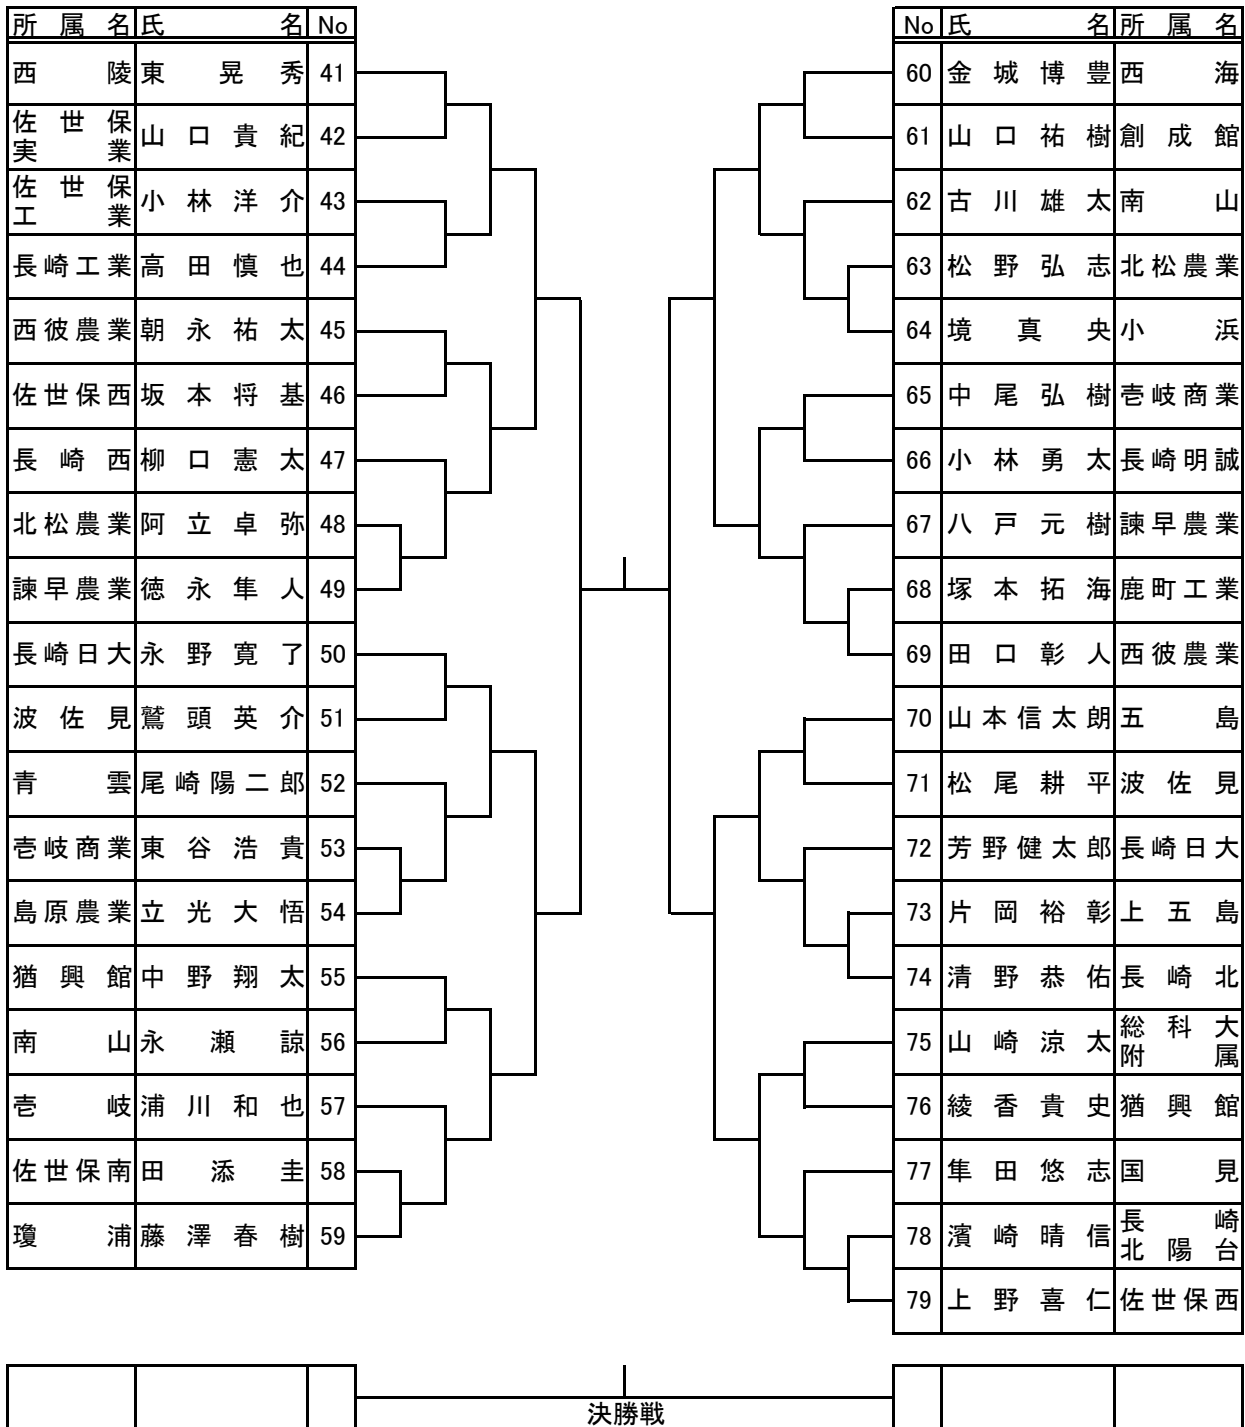 所属名 氏名 No
西陵 東晃秀 41
佐世保実業 山口貴紀 42
佐世保工業 小林洋介 43
長崎工業 高田慎也 44
西彼農業 朝永祐太 45
佐世保西 坂本将基 46
長崎西 柳口憲太 47
北松農業 阿立卓弥 48
諫早農業 徳永隼人 49
長崎日大 永野寛了 50
波佐見 鷲頭英介 51
青雲 尾崎陽二郎 52
壱岐商業 東谷浩貴 53
島原農業 立光大悟 54
猶興館 中野翔太 55
南山 永瀬諒 56
壱岐 浦川和也 57
佐世保南 田添圭 58
瓊浦 藤澤春樹 59
No 氏名 所属名
60 金城博豊 西海
61 山口祐樹 創成館
62 古川雄太 南山
63 松野弘志 北松農業
64 境真央 小浜
65 中尾弘樹 壱岐商業
66 小林勇太 長崎明誠
67 八戸元樹 諫早農業
68 塚本拓海 鹿町工業
69 田口彰人 西彼農業
70 山本信太朗 五島
71 松尾耕平 波佐見
72 芳野健太郎 長崎日大
73 片岡裕彰 上五島
74 清野恭佑 長崎北
75 山崎涼太 総科大附属
76 綾香貴史 猶興館
77 隼田悠志 国見
78 濱崎晴信 長崎北陽台
79 上野喜仁 佐世保西
決勝戦